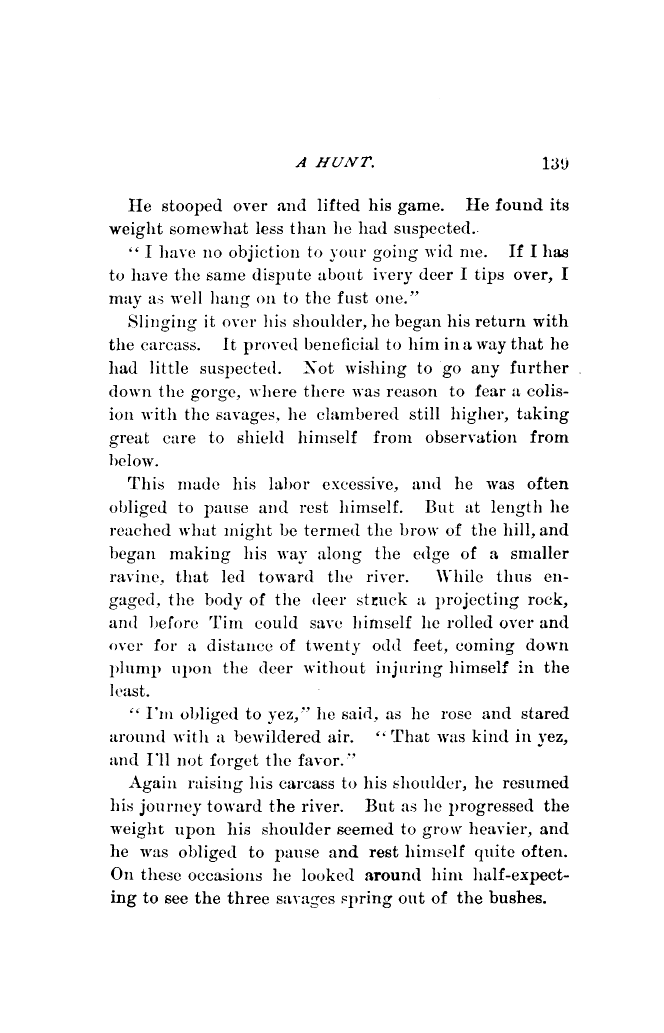 A HUNT. 139
He stooped over and lifted his game. He found its
weight somewhat less than he had suspected.
“ I have no objiction to your going wid me. If I has
to have the same dispute about ivery deer I tips over, I
may as well hang on to the fust one.”
Slinging it over his shoulder, he began his return with
the carcass. It proved beneficial to him in a way that he
had little suspected. Not wishing to go any further
down the gorge, where there was reason to fear a colis-
ion with the savages, he clambered still higher, taking
great care to shield himself from observation from
below.
This made his labor excessive, and he was often
obliged to pause and rest himself. But at length he
reached what might be termed the brow of the hill, and
began making his way along the edge of a smaller
ravine, that led toward the river. While thus en-
gaged, the body of the deer struck a projecting rock,
and before Tim could save himself he rolled over and
over for a distance of twenty odd feet, coming down
plump upon the deer without injuring himself in the
least.
“ I'm obliged to yez,” he said, as he rose and stared
around with a bewildered air. “ That was kind in yez,
and I'll not forget the favor.”
Again raising his carcass to his shoulder, he resumed
his journey toward the river. But as he progressed the
weight upon his shoulder seemed to grow heavier, and
he was obliged to pause and rest himself quite often.
On these occasions he looked around him half-expect-
ing to see the three savages spring out of the bushes.